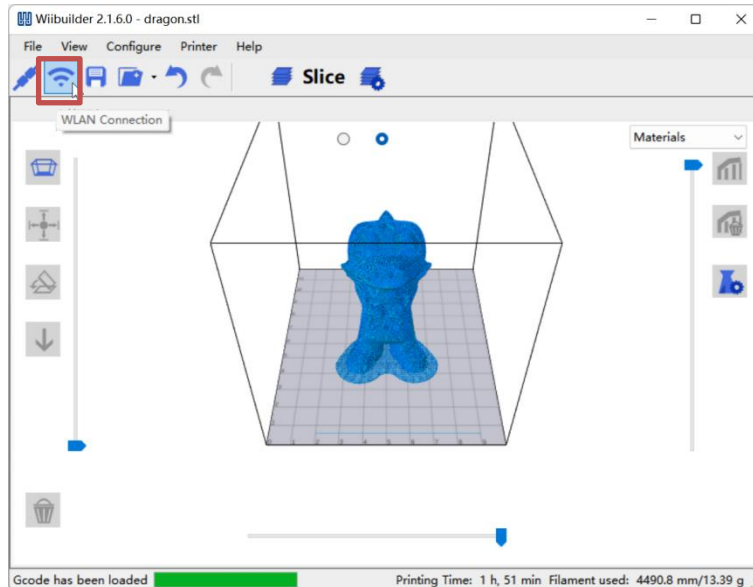 Wiibuilder 2.1.6.0 - dragon.stl
File View Configure Printer Help
Slice
WLAN Connection
Materials
Gcode has been loaded Printing Time: 1 h, 51 min Filament used: 4490.8 mm/13.39 g